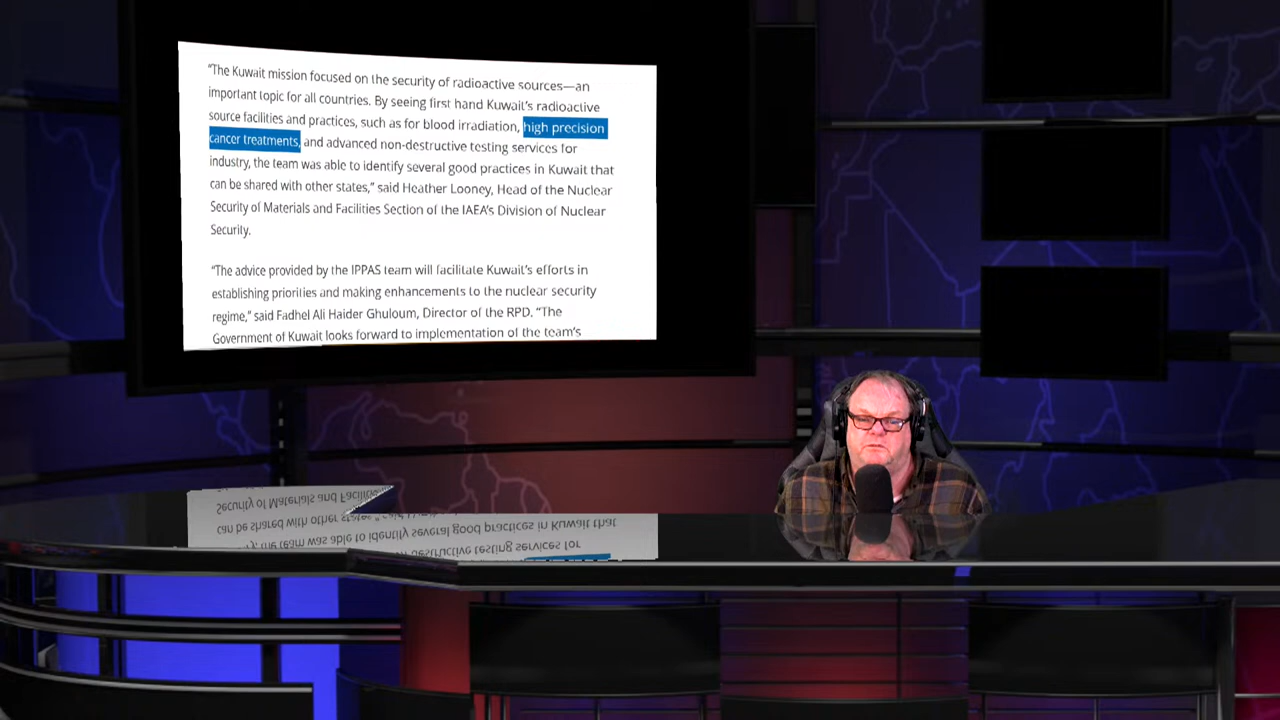 “The Kuwait mission focused on the security of radioactive sources—an
important topic for all countries. By seeing first hand Kuwait’s radioactive
source facilities and practices, such as for blood irradiation, high precision
cancer treatments, and advanced non-destructive testing services for
industry, the team was able to identify several good practices in Kuwait that
can be shared with other states,” said Heather Looney, Head of the Nuclear
Security of Materials and Facilities Section of the IAEA’s Division of Nuclear
Security.
“The advice provided by the IPPAS team will facilitate Kuwait’s efforts in
establishing priorities and making enhancements to the nuclear security
regime,” said Fadhel Ali Haider Ghuloum, Director of the RPD. “The
Government of Kuwait looks forward to implementation of the team’s